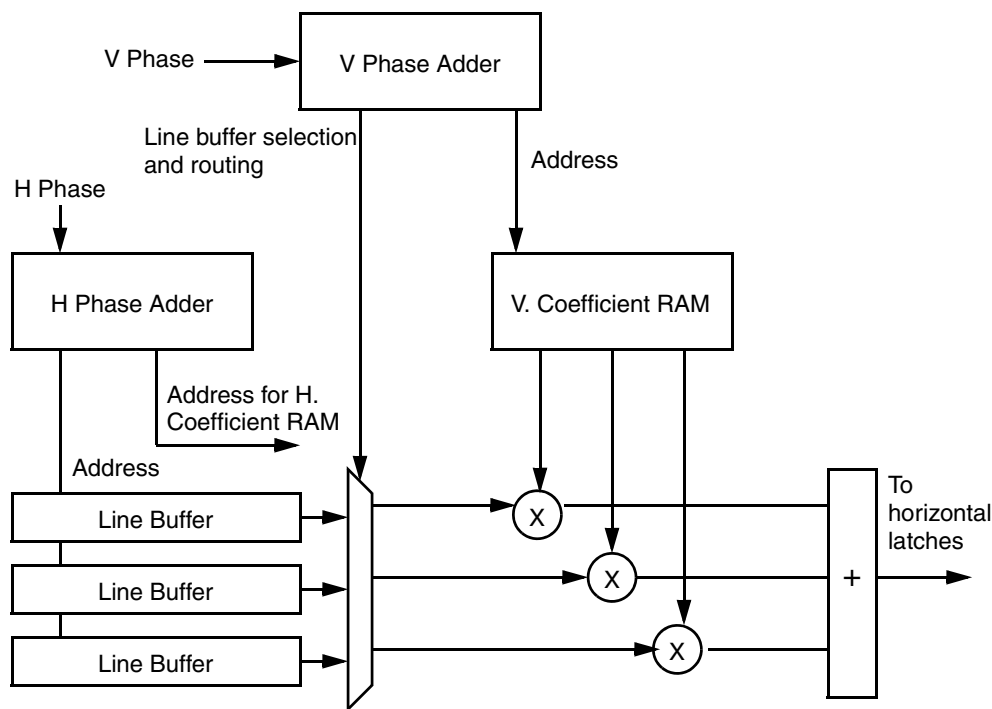 V Phase
V Phase Adder
Line buffer selection
and routing
Address
H Phase
H Phase Adder
V. Coefficient RAM
Address for H.
Coefficient RAM
Address
Line Buffer
X
To
horizontal
latches
Line Buffer
X
+
Line Buffer
X